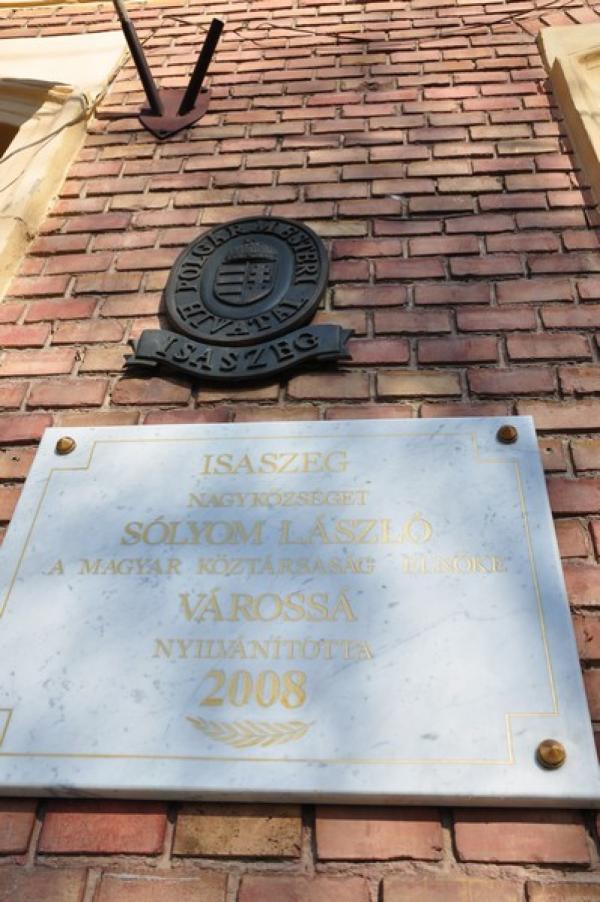 POLGÁRMESTERI
HIVATAL
ISASZEG
ISASZEG
NAGYKÖZSÉGET
SÓLYOM LÁSZLÓ
A MAGYAR KÖZTÁRSASÁG ELNÖKE
VÁROSSÁ
NYILVÁNÍTOTTA
2008